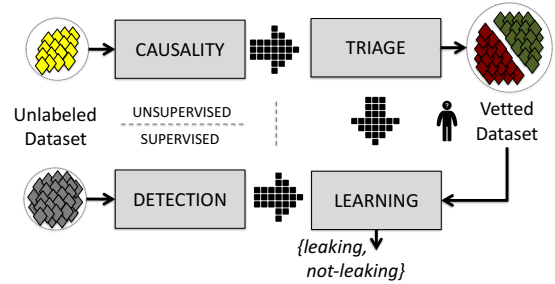 CAUSALITY
TRIAGE
Unlabeled
Dataset
UNSUPERVISED
SUPERVISED
?
Vetted
Dataset
DETECTION
LEARNING
{leaking,
not-leaking}